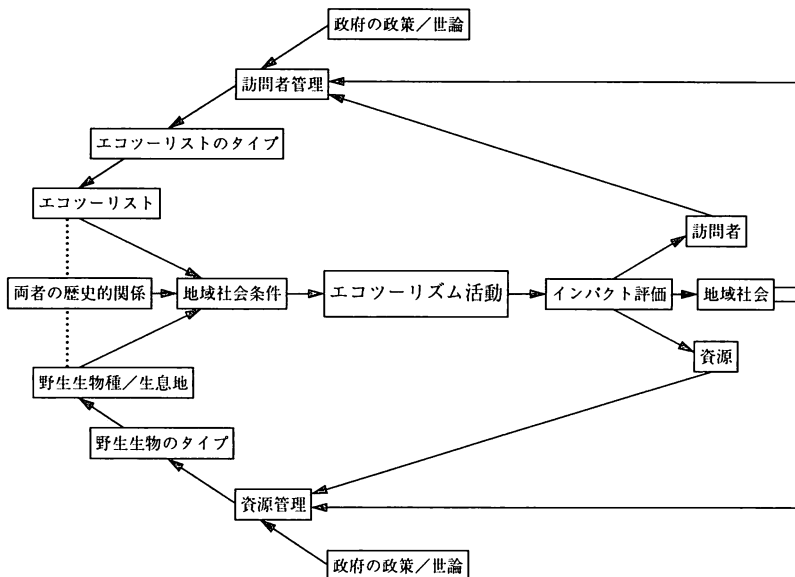 政府の政策／世論
訪問者管理
エコツーリストのタイプ
エコツーリスト
訪問者
両者の歴史的関係
地域社会条件
エコツーリズム活動
インパクト評価
地域社会
資源
野生生物種／生息地
野生生物のタイプ
資源管理
政府の政策／世論